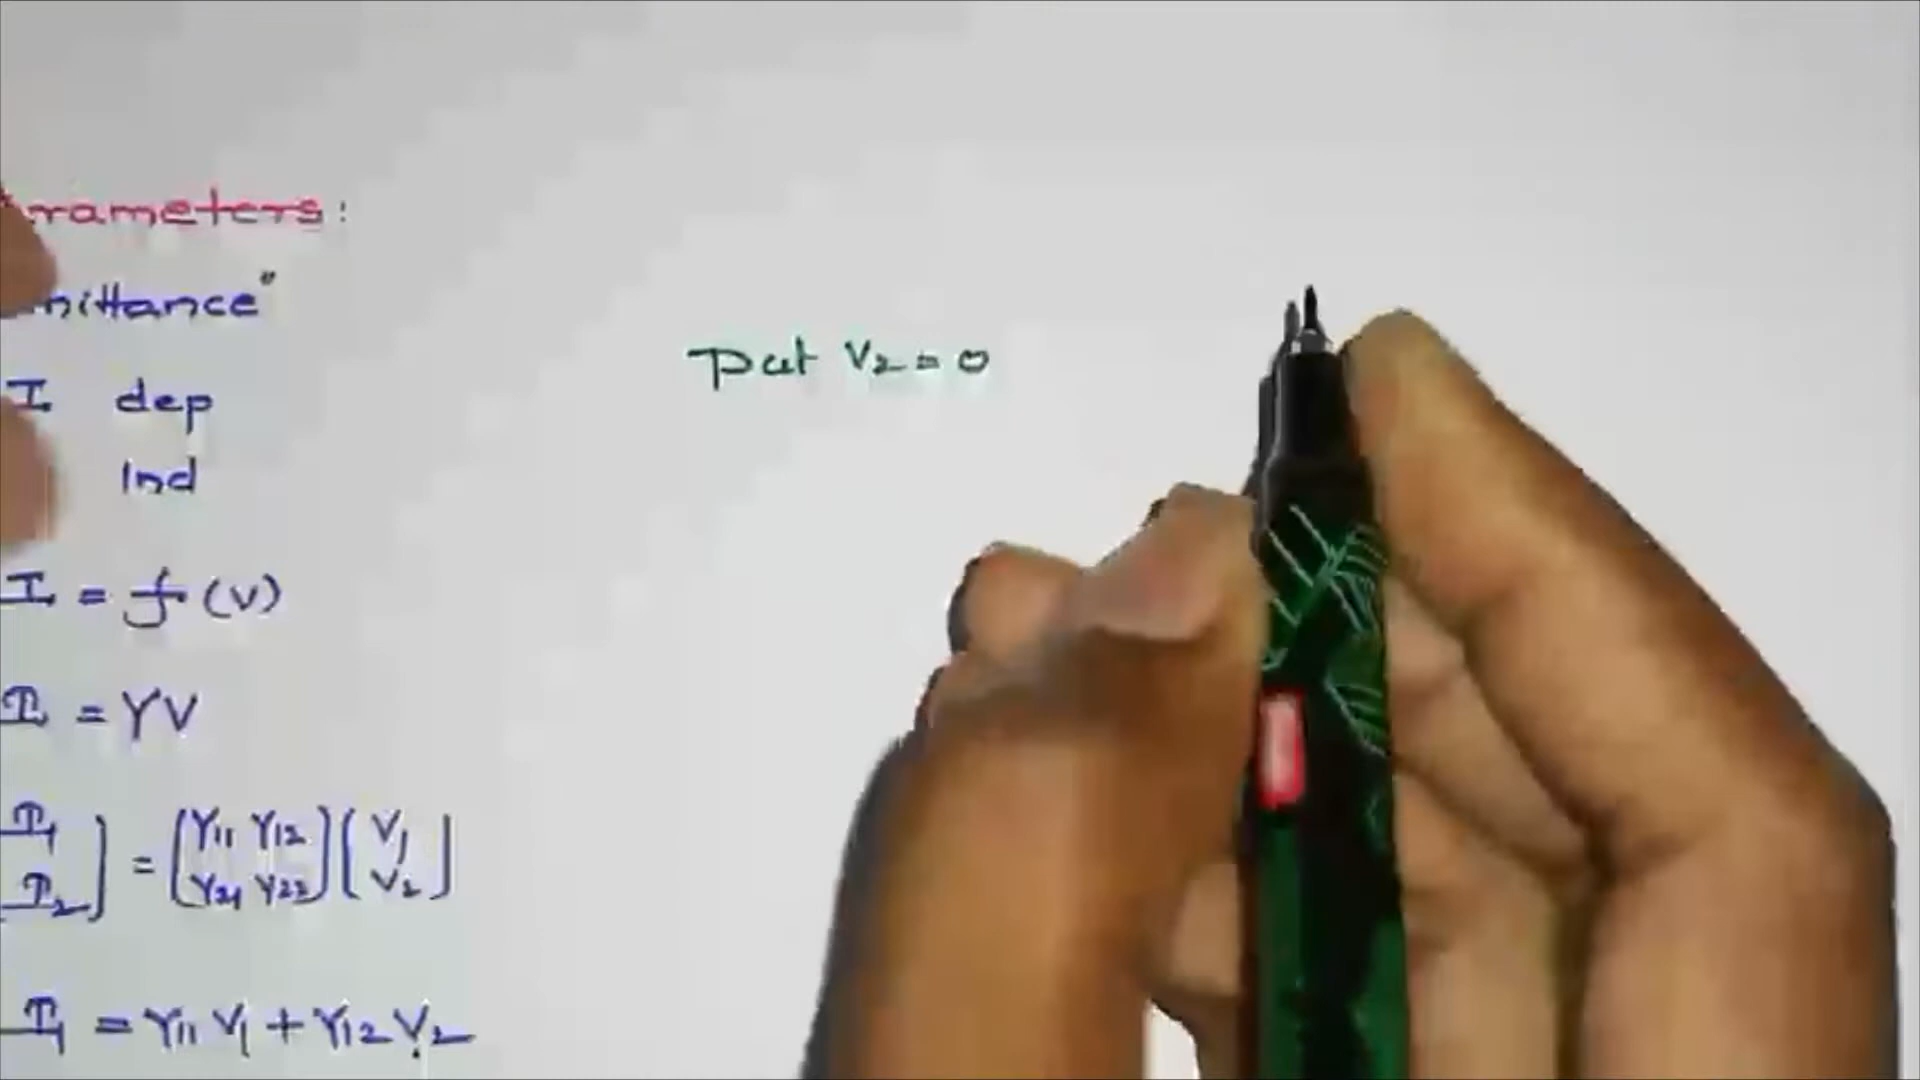 rameters:
mittance"
I dep
Ind
I = f(V)
I = YV
I1
I2 ] = [ Y11 Y12
Y21 Y22 ] [ V1
V2 ]
I1 = Y11 V1 + Y12 V2
Put V2 = 0